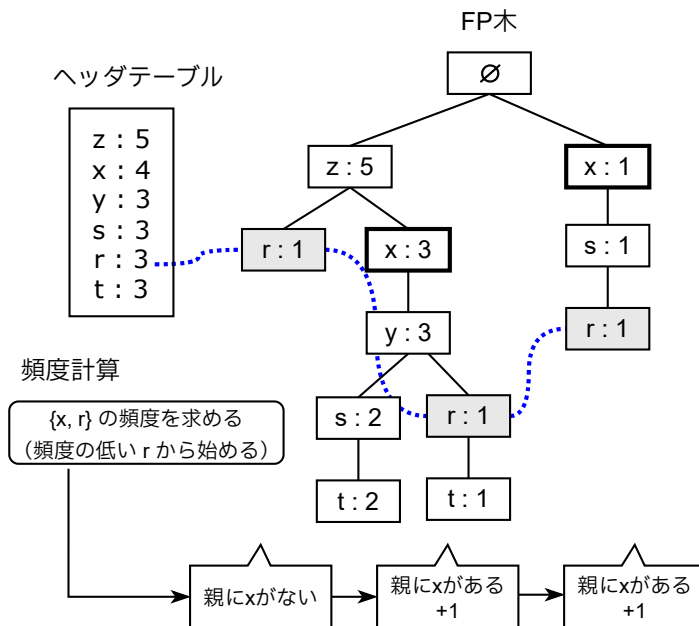 FP木
∅
ヘッダテーブル
z : 5
x : 4
y : 3
s : 3
r : 3
t : 3
z : 5
x : 1
r : 1
x : 3
s : 1
y : 3
r : 1
s : 2
r : 1
t : 2
t : 1
頻度計算
{x, r} の頻度を求める
（頻度の低い r から始める）
親にxがない
親にxがある
+1
親にxがある
+1